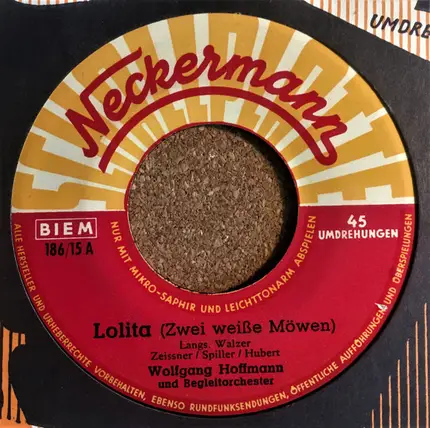 UMDRE
Neckermann
BIEM
186/15 A
45
UMDREHUNGEN
NUR MIT MIKRO-SAPHIR UND LEICHTTONARM ABSPIELEN
Lolita (Zwei weiße Möwen)
Langs. Walzer
Zeissner / Spiller / Hubert
Wolfgang Hoffmann
und Begleitorchester
ALLE HERSTELLER UND URHEBERRECHTE VORBEHALTEN, EBENSO RUNDFUNKSENDUNGEN, ÖFFENTLICHE AUFFÜHRUNGEN UND ÜBERSPIELUNGEN